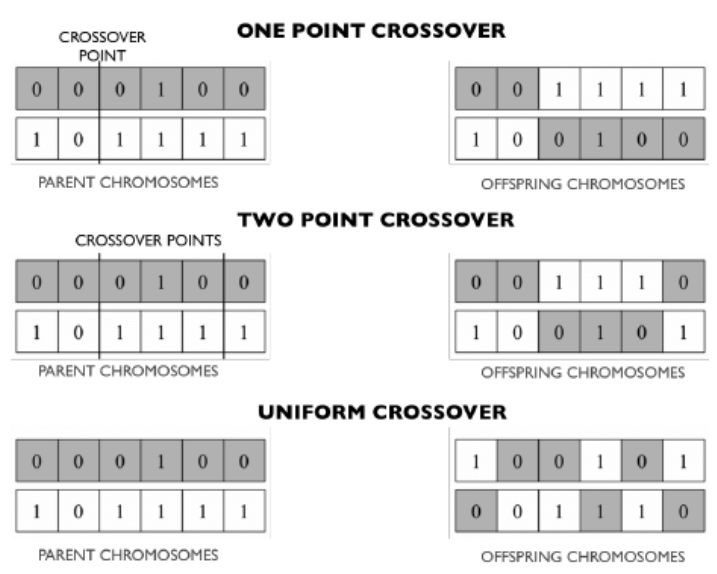 ONE POINT CROSSOVER
CROSSOVER
POINT
0 0 0 1 0 0
0 0 1 1 1 1
1 0 1 1 1 1
1 0 0 1 0 0
PARENT CHROMOSOMES
OFFSPRING CHROMOSOMES
TWO POINT CROSSOVER
CROSSOVER POINTS
0 0 0 1 0 0
0 0 1 1 1 0
1 0 1 1 1 1
1 0 0 1 0 1
PARENT CHROMOSOMES
OFFSPRING CHROMOSOMES
UNIFORM CROSSOVER
0 0 0 1 0 0
1 0 0 1 0 1
1 0 1 1 1 1
0 0 1 1 1 0
PARENT CHROMOSOMES
OFFSPRING CHROMOSOMES